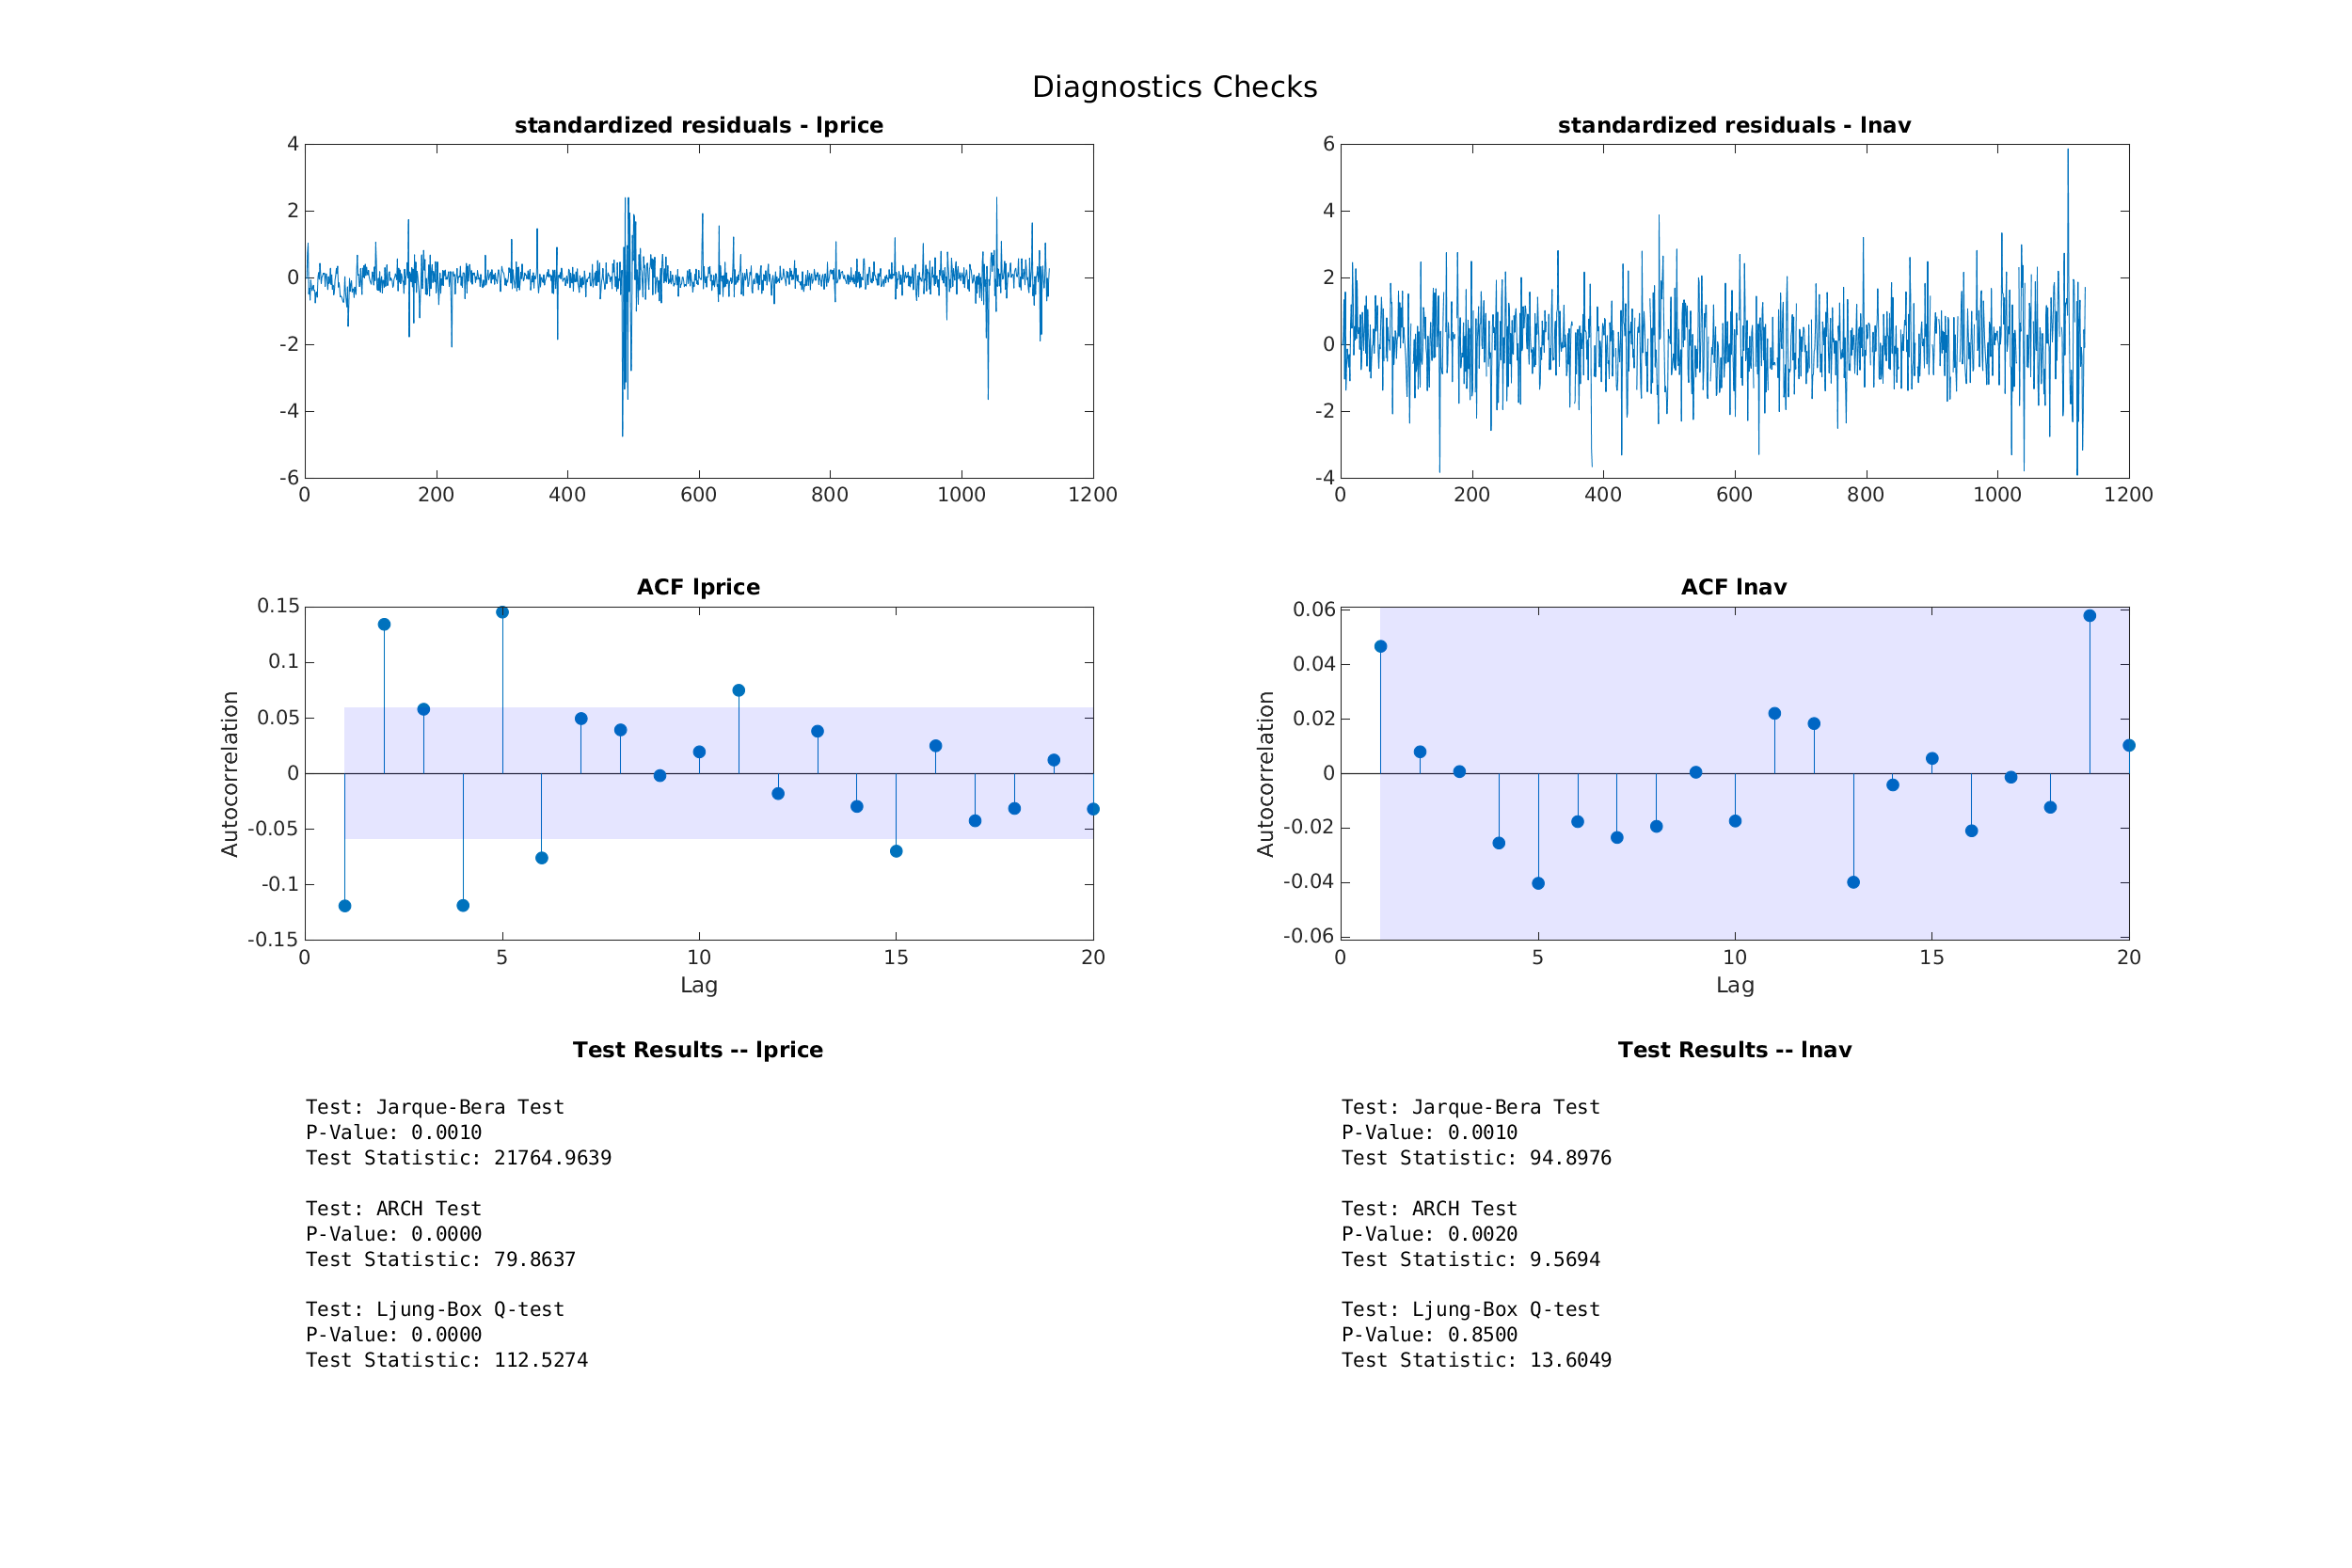 Diagnostics Checks
standardized residuals - lprice
4
2
0
-2
-4
-6
0 200 400 600 800 1000 1200
standardized residuals - lnav
6
4
2
0
-2
-4
0 200 400 600 800 1000 1200
ACF lprice
Autocorrelation
0.15
0.1
0.05
0
-0.05
-0.1
-0.15
0 5 10 15 20
Lag
ACF lnav
Autocorrelation
0.06
0.04
0.02
0
-0.02
-0.04
-0.06
0 5 10 15 20
Lag
Test Results -- lprice
Test: Jarque-Bera Test
P-Value: 0.0010
Test Statistic: 21764.9639
Test: ARCH Test
P-Value: 0.0000
Test Statistic: 79.8637
Test: Ljung-Box Q-test
P-Value: 0.0000
Test Statistic: 112.5274
Test Results -- lnav
Test: Jarque-Bera Test
P-Value: 0.0010
Test Statistic: 94.8976
Test: ARCH Test
P-Value: 0.0020
Test Statistic: 9.5694
Test: Ljung-Box Q-test
P-Value: 0.8500
Test Statistic: 13.6049